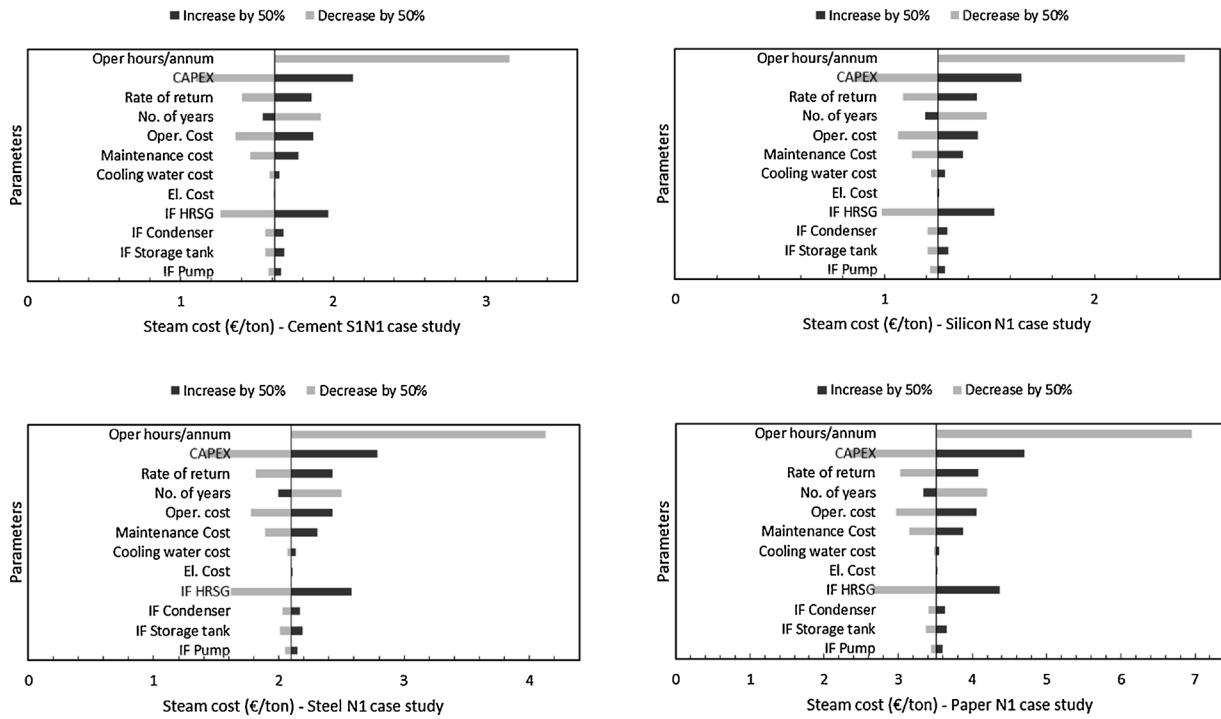 Increase by 50% Decrease by 50%
Parameters
Oper hours/annum
CAPEX
Rate of return
No. of years
Oper. Cost
Maintenance cost
Cooling water cost
El. Cost
IF HRSG
IF Condenser
IF Storage tank
IF Pump
0 1 2 3
Steam cost (€/ton) - Cement S1N1 case study
Increase by 50% Decrease by 50%
Parameters
Oper hours/annum
CAPEX
Rate of return
No. of years
Oper. cost
Maintenance Cost
Cooling water cost
El. Cost
IF HRSG
IF Condenser
IF Storage tank
IF Pump
0 1 2
Steam cost (€/ton) - Silicon N1 case study
Increase by 50% Decrease by 50%
Parameters
Oper hours/annum
CAPEX
Rate of return
No. of years
Oper. cost
Maintenance Cost
Cooling water cost
El. Cost
IF HRSG
IF Condenser
IF Storage tank
IF Pump
0 1 2 3 4
Steam cost (€/ton) - Steel N1 case study
Increase by 50% Decrease by 50%
Parameters
Oper hours/annum
CAPEX
Rate of return
No. of years
Oper. cost
Maintenance Cost
Cooling water cost
El. Cost
IF HRSG
IF Condenser
IF Storage tank
IF Pump
0 1 2 3 4 5 6 7
Steam cost (€/ton) - Paper N1 case study